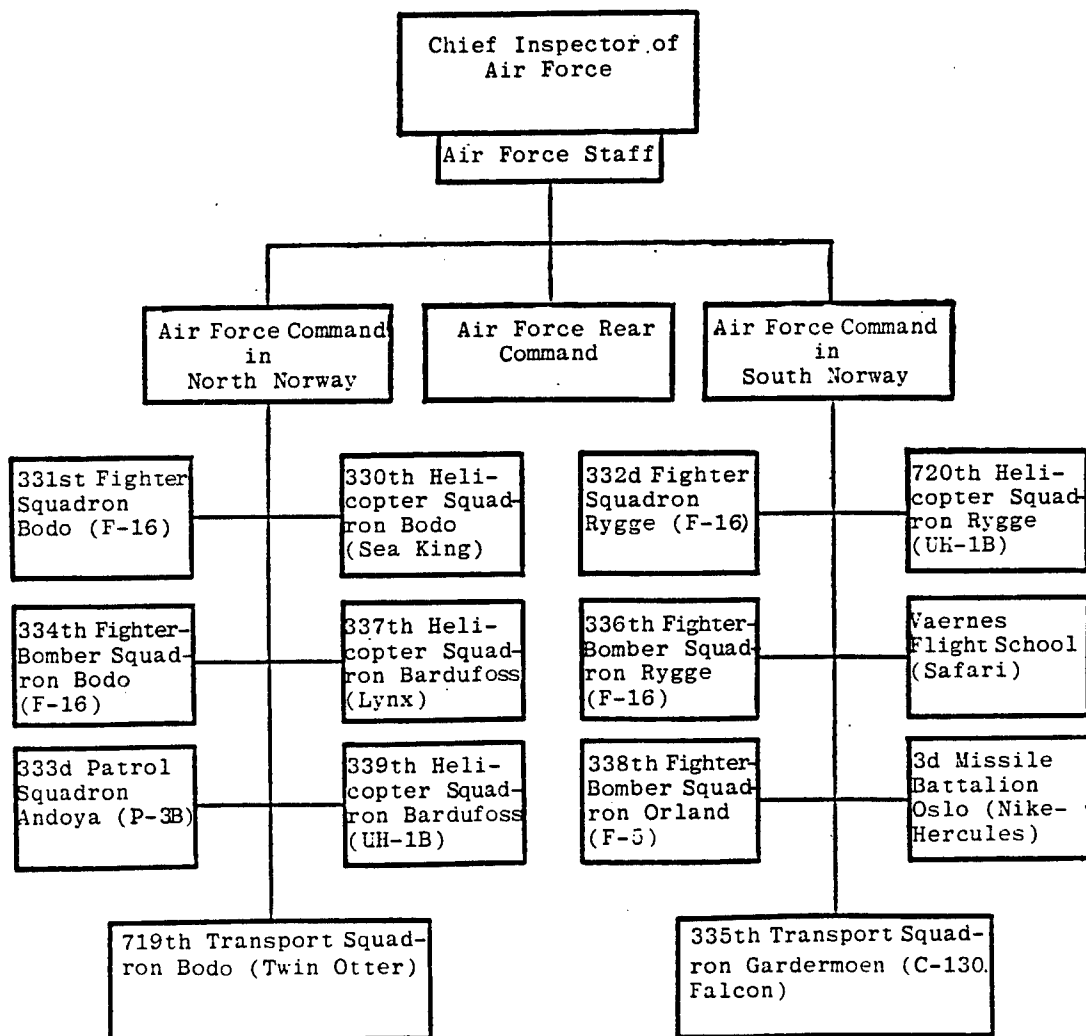 Chief Inspector of
Air Force
Air Force Staff
Air Force Command
in
North Norway
Air Force Rear
Command
Air Force Command
in
South Norway
331st Fighter
Squadron
Bodo (F-16)
330th Heli-
copter Squad-
ron Bodo
(Sea King)
332d Fighter
Squadron
Rygge (F-16)
720th Heli-
copter Squad-
ron Rygge
(UH-1B)
334th Fighter-
Bomber Squad-
ron Bodo
(F-16)
337th Heli-
copter Squad-
ron Bardufoss
(Lynx)
336th Fighter-
Bomber Squad-
ron Rygge
(F-16)
Vaernes
Flight School
(Safari)
333d Patrol
Squadron
Andoya (P-3B)
339th Heli-
copter Squad-
ron Bardufoss
(UH-1B)
338th Fighter-
Bomber Squad-
ron Orland
(F-5)
3d Missile
Battalion
Oslo (Nike-
Hercules)
719th Transport Squad-
ron Bodo (Twin Otter)
335th Transport Squad-
ron Gardermoen (C-130.
Falcon)